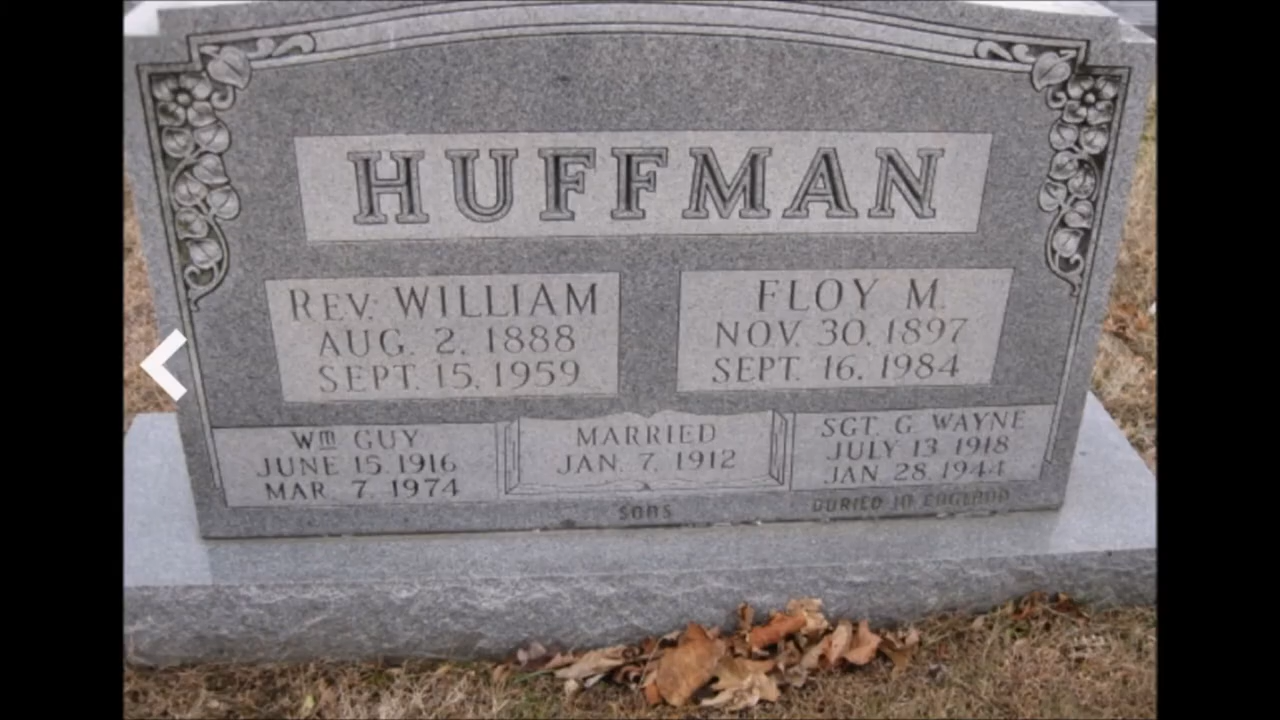 HUFFMAN
REV. WILLIAM
AUG. 2, 1888
SEPT. 15, 1959
FLOY M.
NOV. 30, 1897
SEPT. 16, 1984
Wm GUY
JUNE 15, 1916
MAR. 7, 1974
MARRIED
JAN. 7, 1912
SGT. G. WAYNE
JULY 13, 1918
JAN. 28, 1944
SONS
BURIED IN ENGLAND